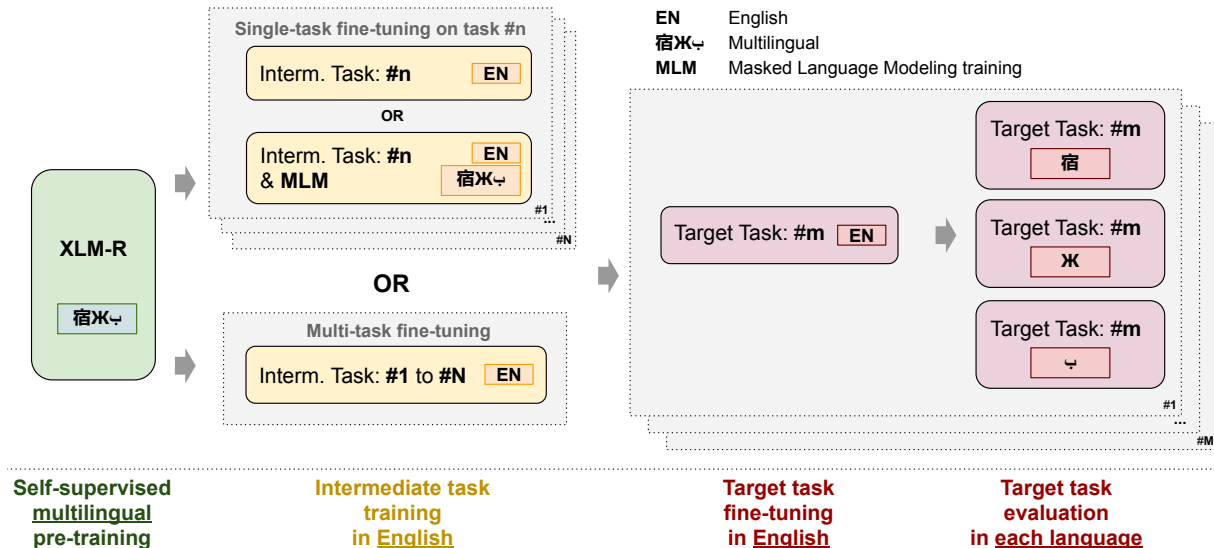 EN English
宿Жب Multilingual
MLM Masked Language Modeling training
Single-task fine-tuning on task #n
Interm. Task: #n EN
OR
Interm. Task: #n EN
& MLM 宿Жب
#1
...
#N
XLM-R
宿Жب
OR
Multi-task fine-tuning
Interm. Task: #1 to #N EN
Target Task: #m EN
Target Task: #m
宿
Target Task: #m
Ж
Target Task: #m
ب
#1
...
#M
Self-supervised
multilingual
pre-training
Intermediate task
training
in English
Target task
fine-tuning
in English
Target task
evaluation
in each language